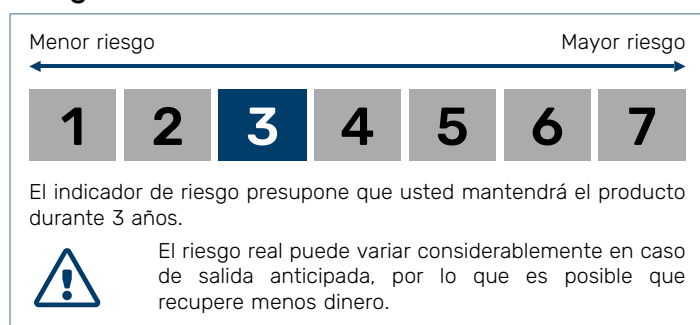 Menor riesgo Mayor riesgo
1 2 3 4 5 6 7
El indicador de riesgo presupone que usted mantendrá el producto
durante 3 años.
El riesgo real puede variar considerablemente en caso
de salida anticipada, por lo que es posible que
recupere menos dinero.